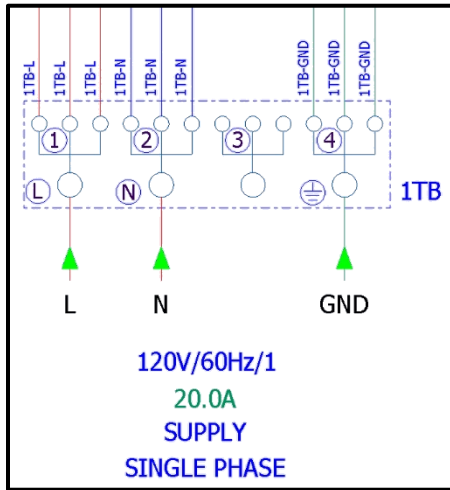 1TB-L 1TB-L 1TB-L 1TB-N 1TB-N 1TB-N 1TB-GND 1TB-GND 1TB-GND
1 2 3 4
L N 1TB
L N GND
120V/60Hz/1
20.0A
SUPPLY
SINGLE PHASE